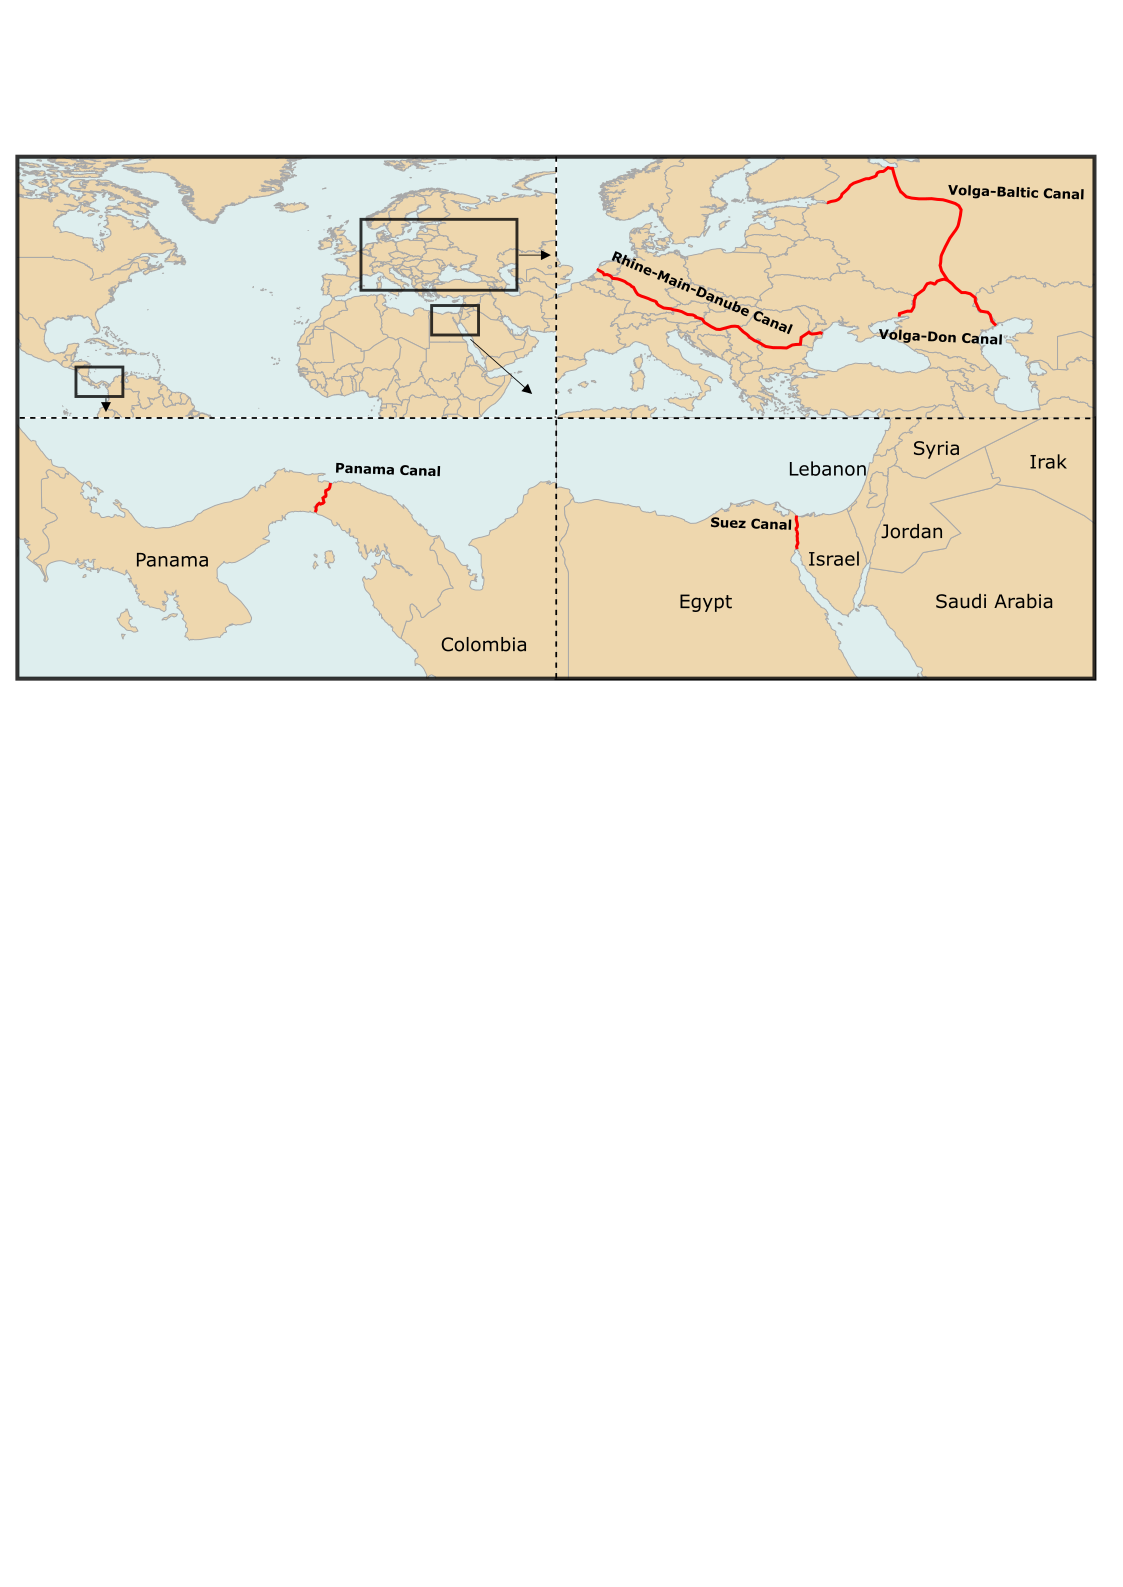 Volga-Baltic Canal
Rhine-Main-Danube Canal
Volga-Don Canal
Panama Canal
Panama
Colombia
Syria
Lebanon
Irak
Suez Canal
Jordan
Israel
Egypt
Saudi Arabia